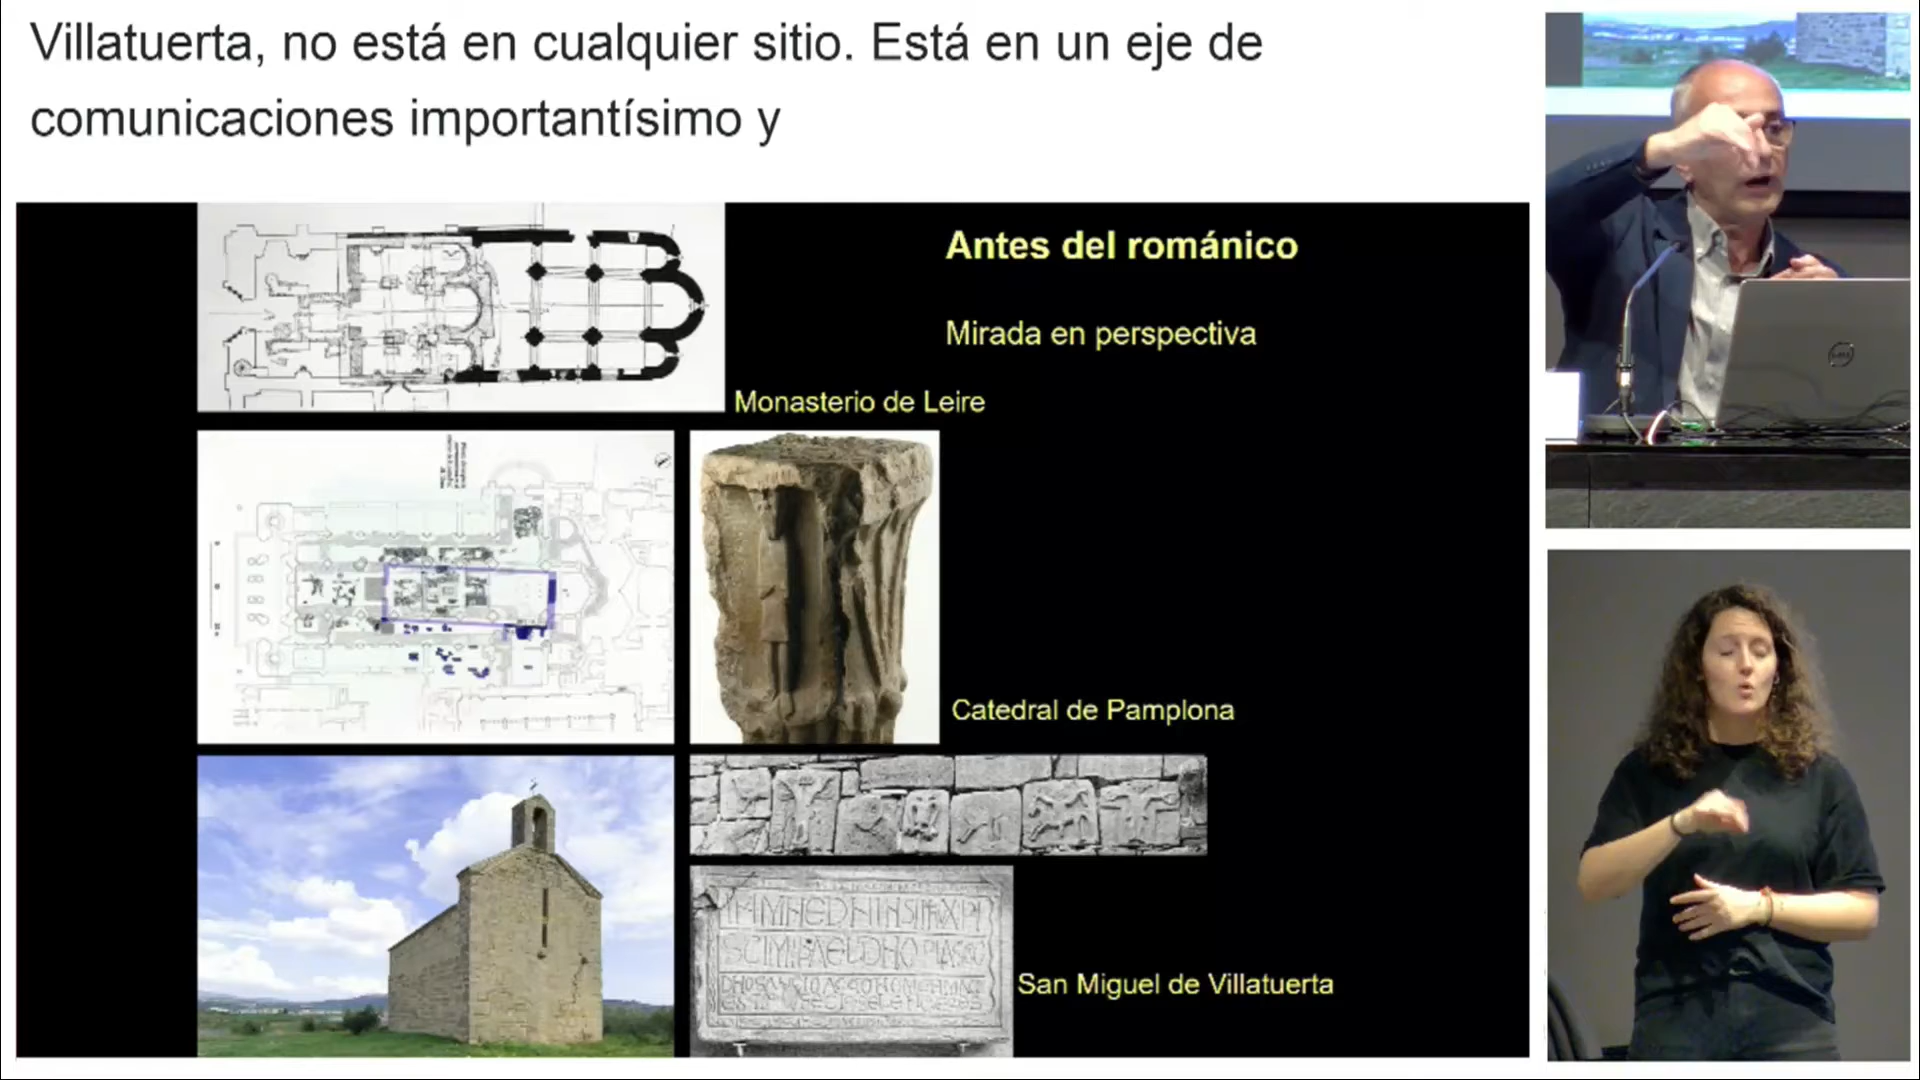 Villatuerta, no está en cualquier sitio. Está en un eje de
comunicaciones importantísimo y
Antes del románico
Mirada en perspectiva
Monasterio de Leire
Catedral de Pamplona
San Miguel de Villatuerta
DELL